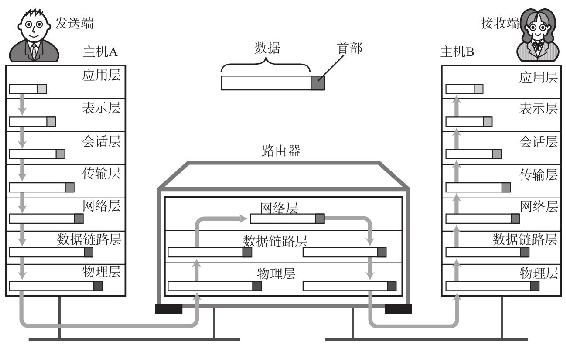 发送端
接收端
主机A
数据
首部
主机B
应用层
表示层
会话层
传输层
网络层
数据链路层
物理层
路由器
网络层
数据链路层
物理层
应用层
表示层
会话层
传输层
网络层
数据链路层
物理层